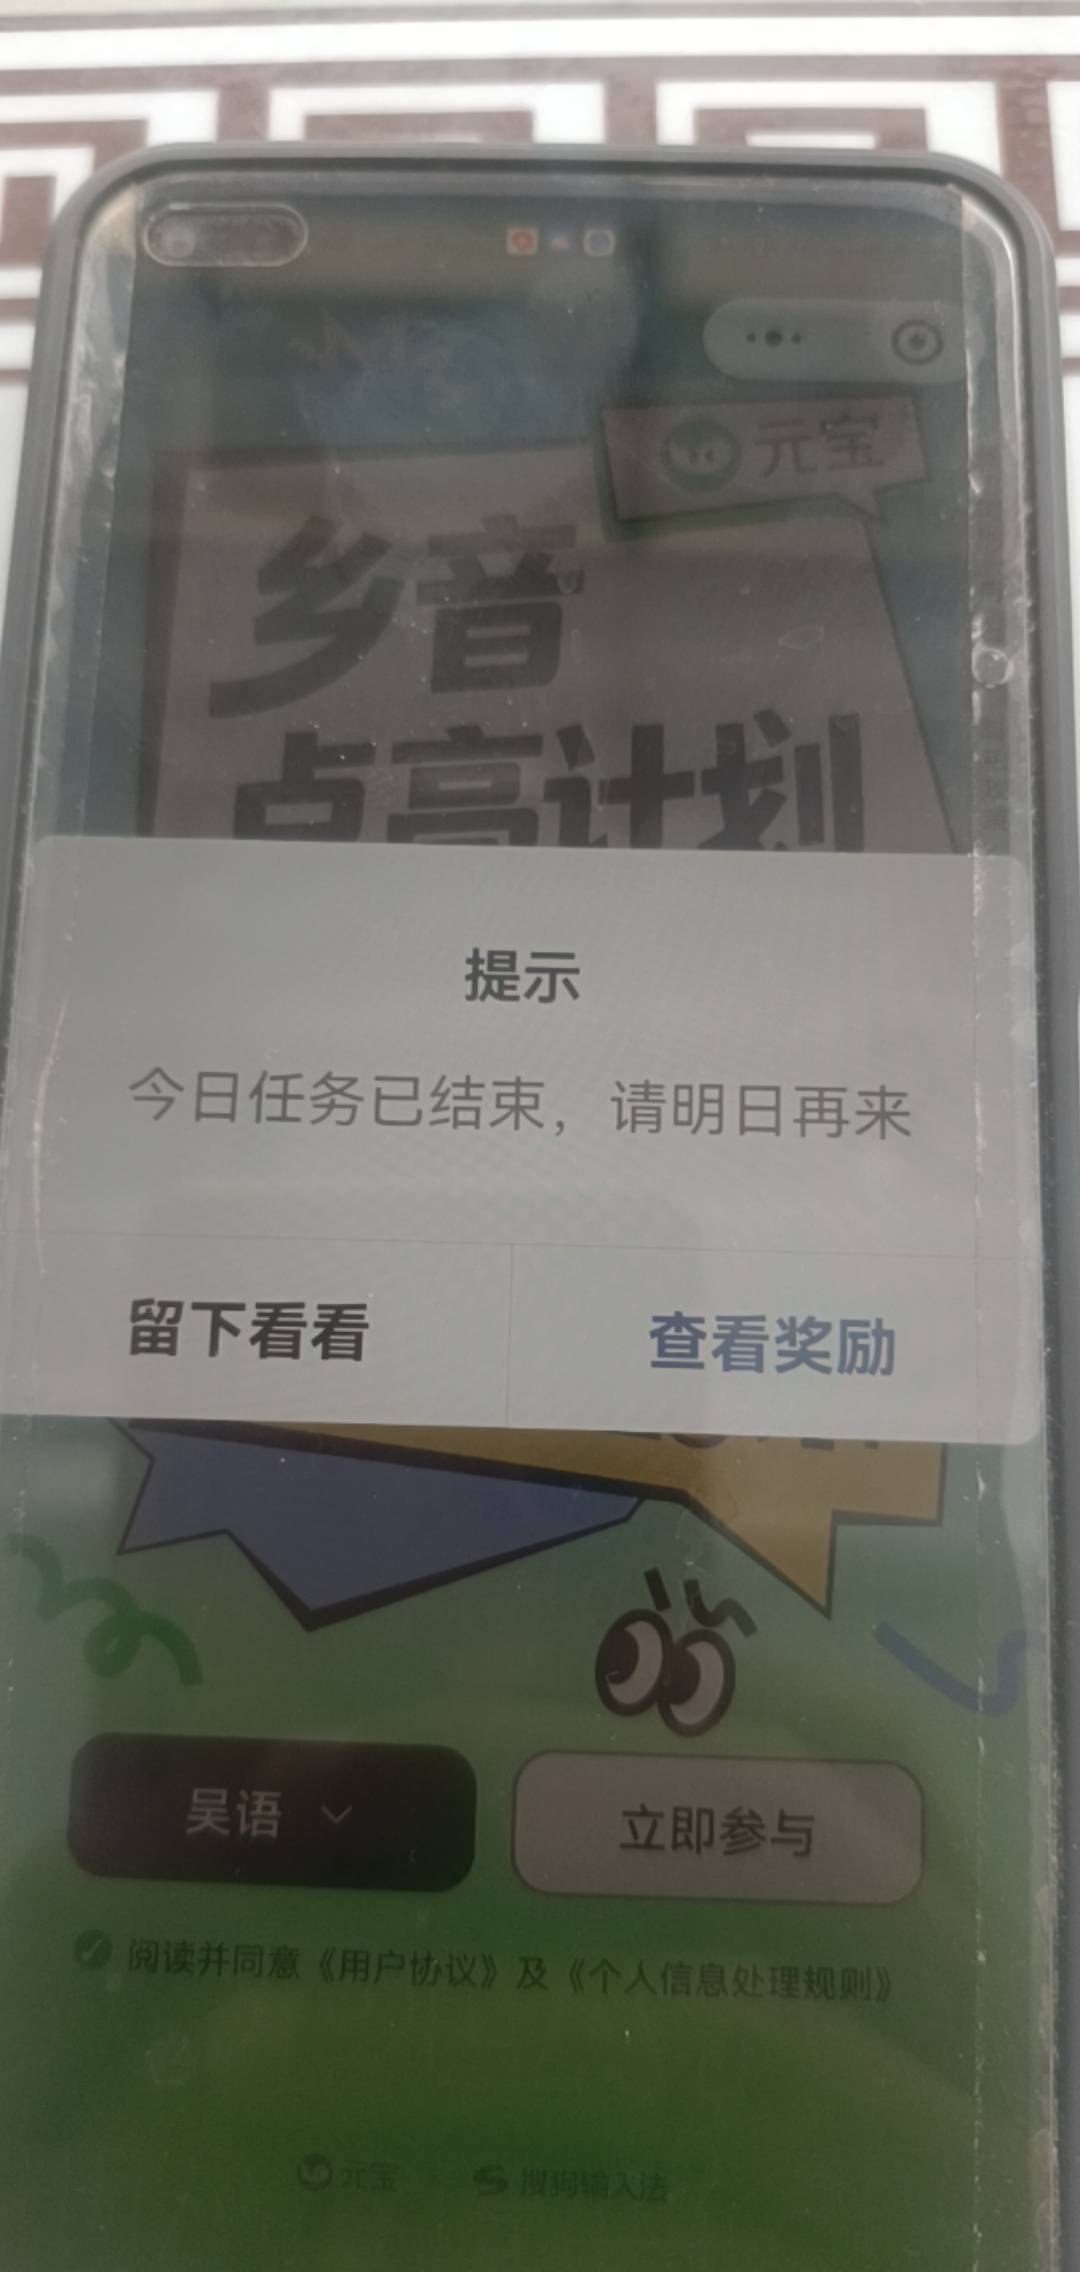 元宝
乡音
点高计划
提示
今日任务已结束，请明日再来
留下看看
查看奖励
吴语
立即参与
阅读并同意《用户协议》及《个人信息处理规则》
元宝
搜狗输入法